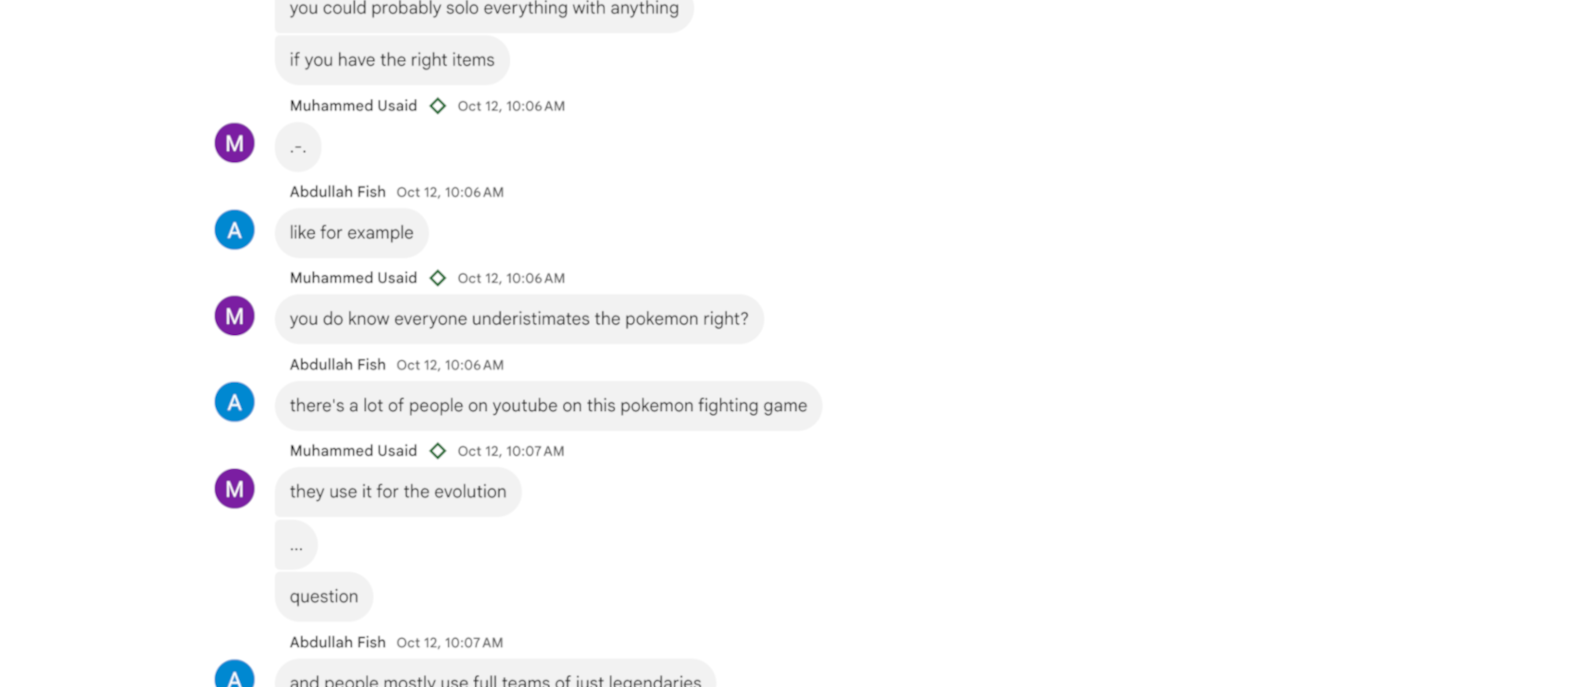 you could probably solo everything with anything
if you have the right items
Muhammed Usaid Oct 12, 10:06 AM
M
.-.
Abdullah Fish Oct 12, 10:06 AM
A
like for example
Muhammed Usaid Oct 12, 10:06 AM
M
you do know everyone understimates the pokemon right?
Abdullah Fish Oct 12, 10:06 AM
A
there's a lot of people on youtube on this pokemon fighting game
Muhammed Usaid Oct 12, 10:07 AM
M
they use it for the evolution
...
question
Abdullah Fish Oct 12, 10:07 AM
A
and people mostly use full teams of just legendaries